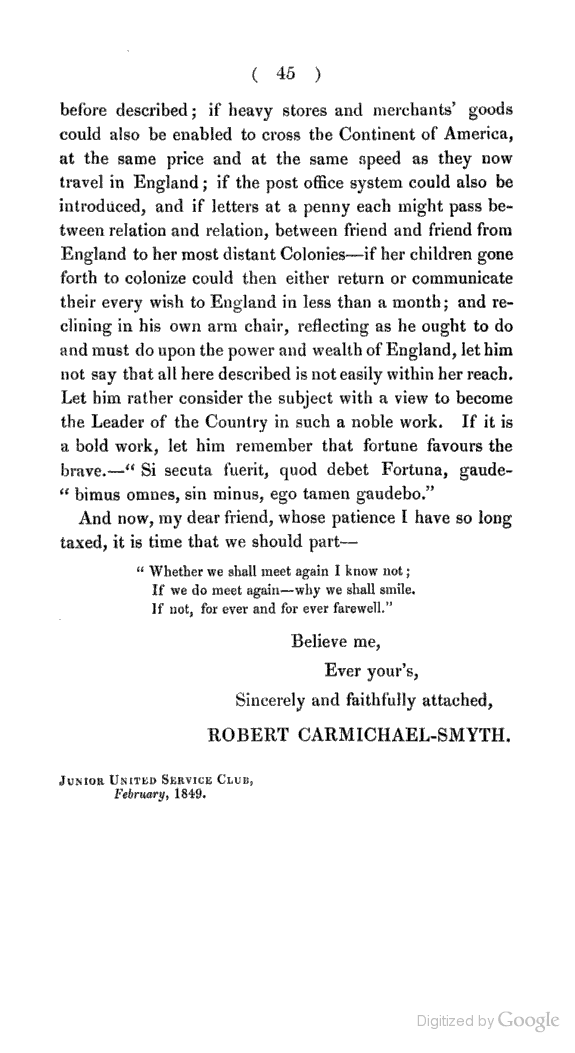 ( 45 )
before described; if heavy stores and merchants' goods
could also be enabled to cross the Continent of America,
at the same price and at the same speed as they now
travel in England; if the post office system could also be
introduced, and if letters at a penny each might pass be-
tween relation and relation, between friend and friend from
England to her most distant Colonies—if her children gone
forth to colonize could then either return or communicate
their every wish to England in less than a month; and re-
clining in his own arm chair, reflecting as he ought to do
and must do upon the power and wealth of England, let him
not say that all here described is not easily within her reach.
Let him rather consider the subject with a view to become
the Leader of the Country in such a noble work. If it is
a bold work, let him remember that fortune favours the
brave.—“ Si secuta fuerit, quod debet Fortuna, gaude-
“ bimus omnes, sin minus, ego tamen gaudebo.”
And now, my dear friend, whose patience I have so long
taxed, it is time that we should part—
“ Whether we shall meet again I know not;
If we do meet again—why we shall smile.
If not, for ever and for ever farewell.”
Believe me,
Ever your's,
Sincerely and faithfully attached,
ROBERT CARMICHAEL-SMYTH.
JUNIOR UNITED SERVICE CLUB,
February, 1849.
Digitized by Google